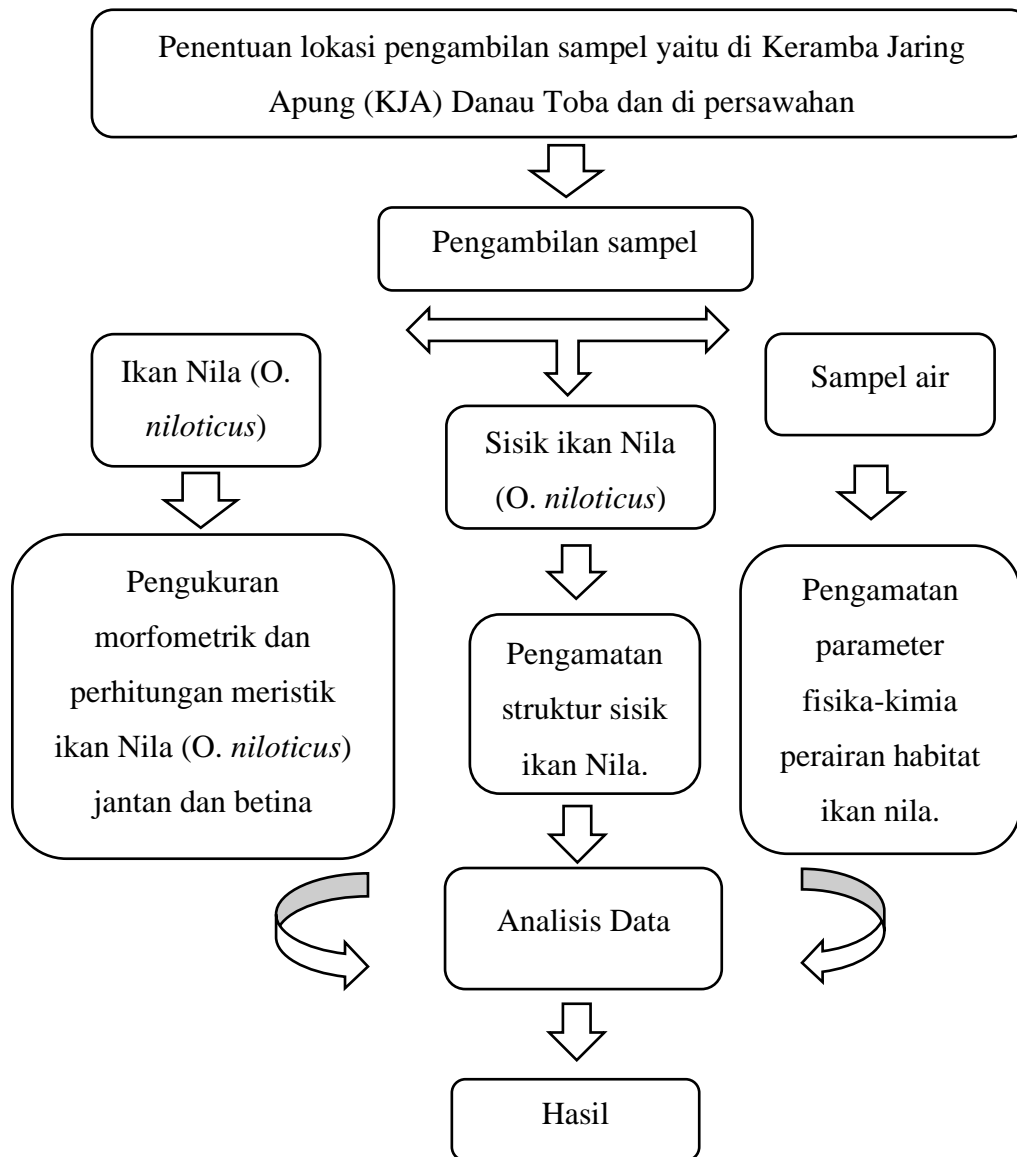 Penentuan lokasi pengambilan sampel yaitu di Keramba Jaring
Apung (KJA) Danau Toba dan di persawahan
Pengambilan sampel
Ikan Nila (O.
niloticus)
Sisik ikan Nila
(O. niloticus)
Sampel air
Pengukuran
morfometrik dan
perhitungan meristik
ikan Nila (O. niloticus)
jantan dan betina
Pengamatan
struktur sisik
ikan Nila.
Pengamatan
parameter
fisika-kimia
perairan habitat
ikan nila.
Analisis Data
Hasil